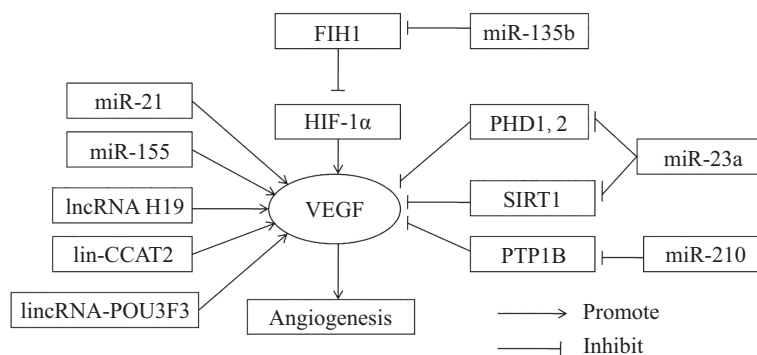 FIH1
miR-135b
miR-21
HIF-1α
PHD1, 2
miR-155
miR-23a
lncRNA H19
VEGF
SIRT1
lin-CCAT2
PTP1B
miR-210
lincRNA-POU3F3
Angiogenesis
Promote
Inhibit